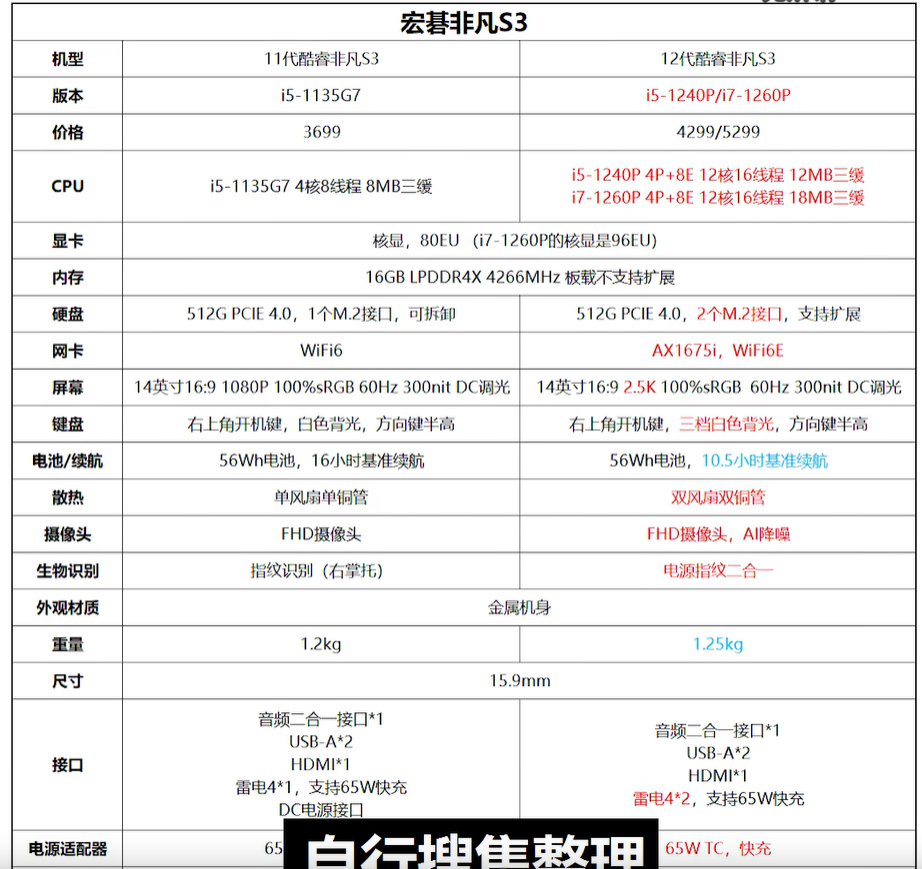 宏碁非凡S3
机型 11代酷睿非凡S3 12代酷睿非凡S3
版本 i5-1135G7 i5-1240P/i7-1260P
价格 3699 4299/5299
CPU i5-1135G7 4核8线程 8MB三缓 i5-1240P 4P+8E 12核16线程 12MB三缓
i7-1260P 4P+8E 12核16线程 18MB三缓
显卡 核显，80EU （i7-1260P的核显是96EU）
内存 16GB LPDDR4X 4266MHz 板载不支持扩展
硬盘 512G PCIE 4.0，1个M.2接口，可拆卸 512G PCIE 4.0，2个M.2接口，支持扩展
网卡 WiFi6 AX1675i，WiFi6E
屏幕 14英寸16:9 1080P 100%sRGB 60Hz 300nit DC调光 14英寸16:9 2.5K 100%sRGB 60Hz 300nit DC调光
键盘 右上角开机键，白色背光，方向键半高 右上角开机键，三档白色背光，方向键半高
电池/续航 56Wh电池，16小时基准续航 56Wh电池，10.5小时基准续航
散热 单风扇单铜管 双风扇双铜管
摄像头 FHD摄像头 FHD摄像头，AI降噪
生物识别 指纹识别（右掌托） 电源指纹二合一
外观材质 金属机身
重量 1.2kg 1.25kg
尺寸 15.9mm
接口
音频二合一接口*1
USB-A*2
HDMI*1
雷电4*1，支持65W快充
DC电源接口
音频二合一接口*1
USB-A*2
HDMI*1
雷电4*2，支持65W快充
电源适配器 65 65W TC，快充
自行搜集整理